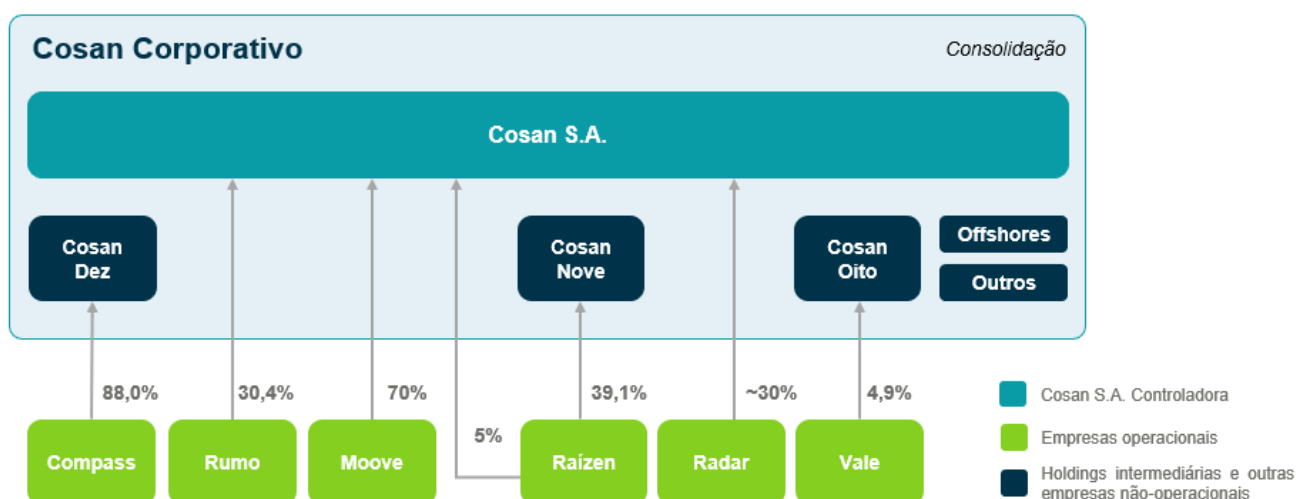 Cosan Corporativo
Consolidação
Cosan S.A.
Cosan
Dez
Cosan
Nove
Cosan
Oito
Offshores
Outros
88,0%
30,4%
70%
5%
39,1%
~30%
4,9%
Compass
Rumo
Moove
Raízen
Radar
Vale
Cosan S.A. Controladora
Empresas operacionais
Holdings intermediárias e outras
empresas não-operacionais